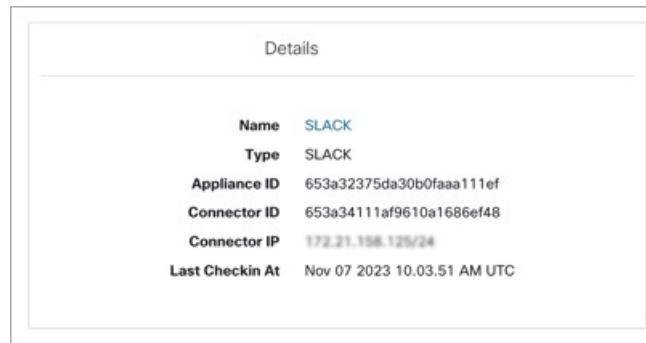 Details
Name SLACK
Type SLACK
Appliance ID 653a32375da30b0faaa111ef
Connector ID 653a34111af9610a1686ef48
Connector IP
Last Checkin At Nov 07 2023 10.03.51 AM UTC